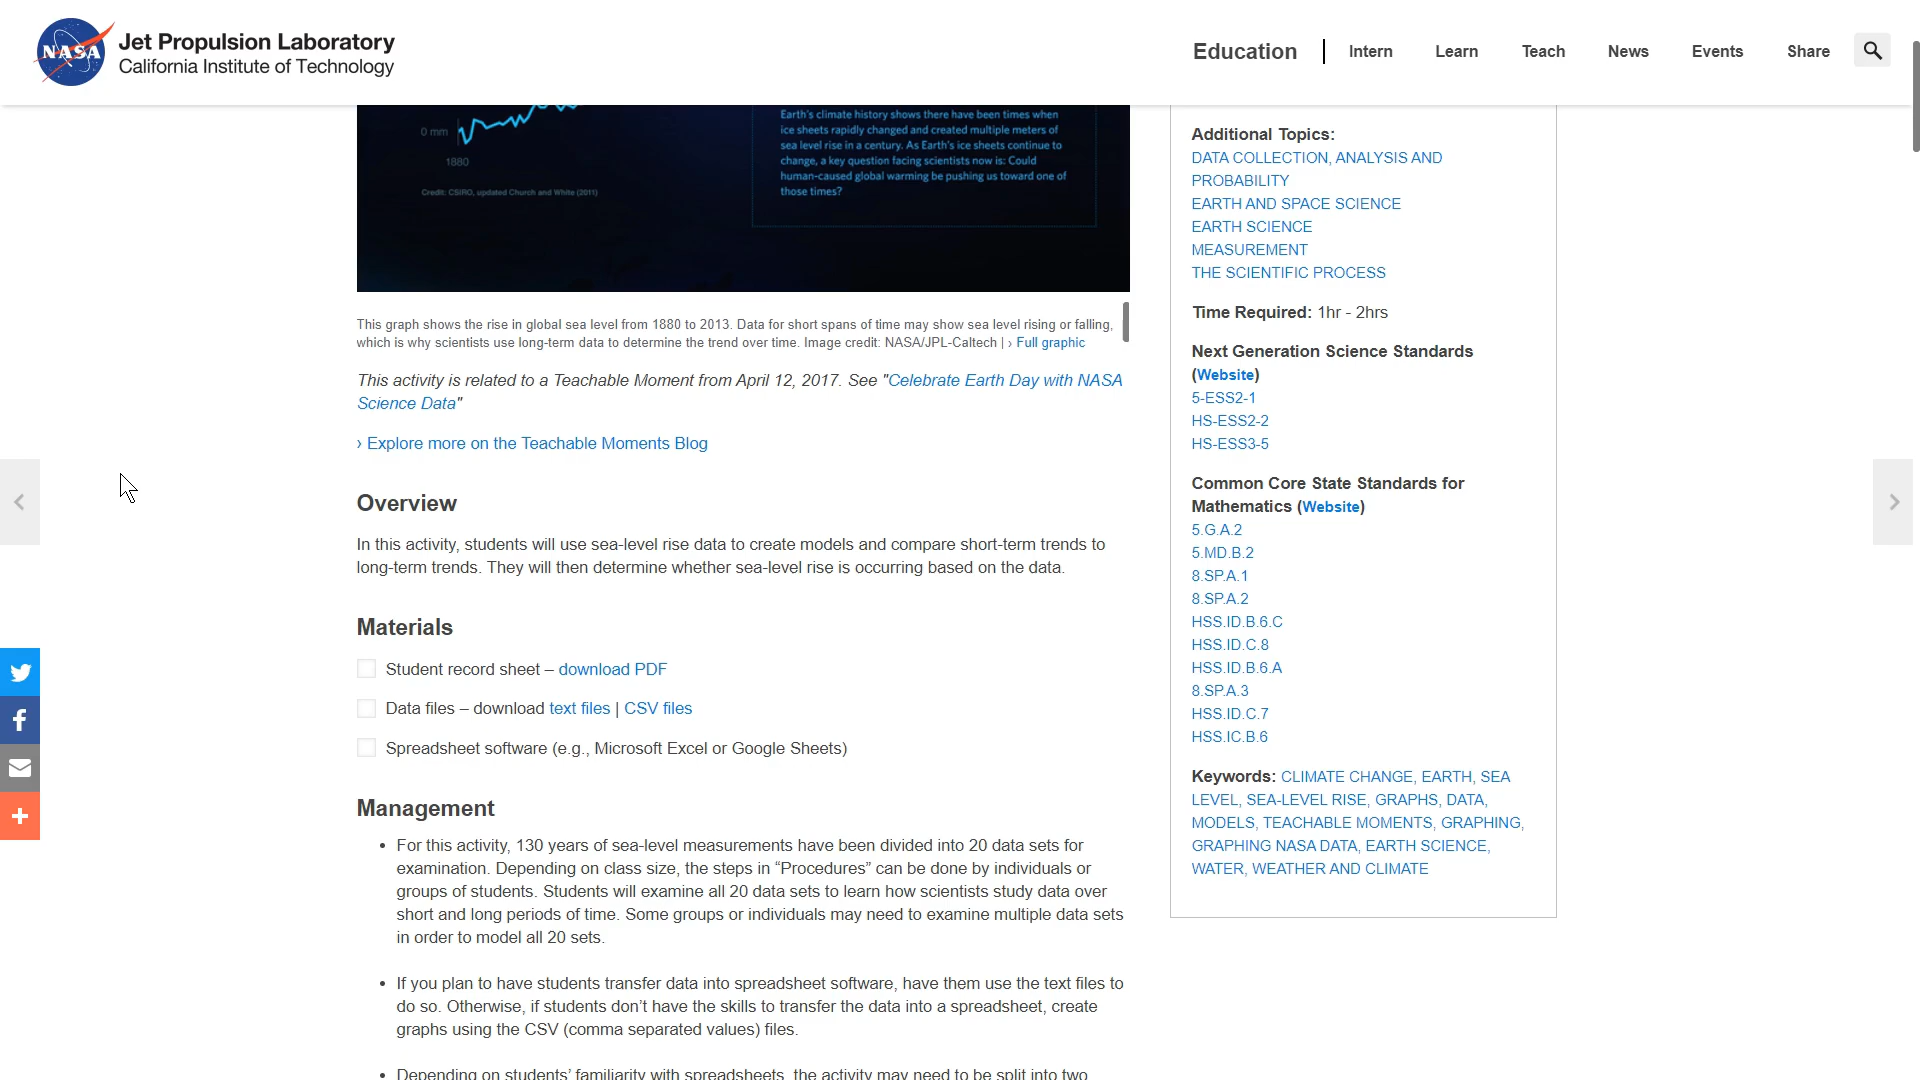 NASA
Jet Propulsion Laboratory
California Institute of Technology
Education | Intern Learn Teach News Events Share
0 mm
1880
Credit: CSIRO, updated Church and White (2011)
Earth's climate history shows there have been times when
ice sheets rapidly changed and created multiple meters of
sea level rise in a century. As Earth's ice sheets continue to
change, a key question facing scientists now is: Could
human-caused global warming be pushing us toward one of
those times?
This graph shows the rise in global sea level from 1880 to 2013. Data for short spans of time may show sea level rising or falling,
which is why scientists use long-term data to determine the trend over time. Image credit: NASA/JPL-Caltech | › Full graphic
This activity is related to a Teachable Moment from April 12, 2017. See "Celebrate Earth Day with NASA
Science Data"
› Explore more on the Teachable Moments Blog
Overview
In this activity, students will use sea-level rise data to create models and compare short-term trends to
long-term trends. They will then determine whether sea-level rise is occurring based on the data.
Materials
Student record sheet – download PDF
Data files – download text files | CSV files
Spreadsheet software (e.g., Microsoft Excel or Google Sheets)
Management
• For this activity, 130 years of sea-level measurements have been divided into 20 data sets for
examination. Depending on class size, the steps in “Procedures” can be done by individuals or
groups of students. Students will examine all 20 data sets to learn how scientists study data over
short and long periods of time. Some groups or individuals may need to examine multiple data sets
in order to model all 20 sets.
• If you plan to have students transfer data into spreadsheet software, have them use the text files to
do so. Otherwise, if students don’t have the skills to transfer the data into a spreadsheet, create
graphs using the CSV (comma separated values) files.
• Depending on students’ familiarity with spreadsheets, the activity may need to be split into two
Additional Topics:
DATA COLLECTION, ANALYSIS AND
PROBABILITY
EARTH AND SPACE SCIENCE
EARTH SCIENCE
MEASUREMENT
THE SCIENTIFIC PROCESS
Time Required: 1hr - 2hrs
Next Generation Science Standards
(Website)
5-ESS2-1
HS-ESS2-2
HS-ESS3-5
Common Core State Standards for
Mathematics (Website)
5.G.A.2
5.MD.B.2
8.SP.A.1
8.SP.A.2
HSS.ID.B.6.C
HSS.ID.C.8
HSS.ID.B.6.A
8.SP.A.3
HSS.ID.C.7
HSS.IC.B.6
Keywords: CLIMATE CHANGE, EARTH, SEA
LEVEL, SEA-LEVEL RISE, GRAPHS, DATA,
MODELS, TEACHABLE MOMENTS, GRAPHING,
GRAPHING NASA DATA, EARTH SCIENCE,
WATER, WEATHER AND CLIMATE